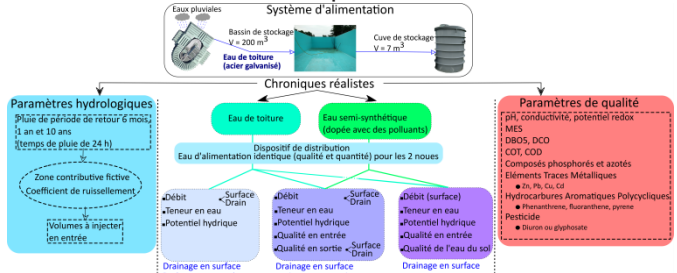 Système d'alimentation
Eaux pluviales
Bassin de stockage
V = 200 m3
Eau de toiture
(acier galvanisé)
Cuve de stockage
V = 7 m3
Chroniques réalistes
Paramètres hydrologiques
Pluie de période de retour 6 mois,
1 an et 10 ans
(temps de pluie de 24 h)
Zone contributive fictive
Coefficient de ruissellement
Volumes à injecter
en entrée
Eau de toiture
Eau semi-synthétique
(dopée avec des polluants)
Dispositif de distribution
Eau d'alimentation identique (qualité et quantité) pour les 2 noues
Débit
Surface
Drain
Teneur en eau
Potentiel hydrique
Drainage en surface
Débit
Surface
Drain
Teneur en eau
Potentiel hydrique
Qualité en entrée
Qualité en sortie
Surface
Drain
Drainage en surface
Débit (surface)
Teneur en eau
Potentiel hydrique
Qualité en entrée
Qualité de l'eau du sol
Drainage en surface
Paramètres de qualité
pH, conductivité, potentiel redox
MES
DBO5, DCO
COT, COD
Composés phosphorés et azotés
Eléments Traces Métalliques
Zn, Pb, Cu, Cd
Hydrocarbures Aromatiques Polycycliques
Phenanthrene, fluoranthene, pyrene
Pesticide
Diuron ou glyphosate